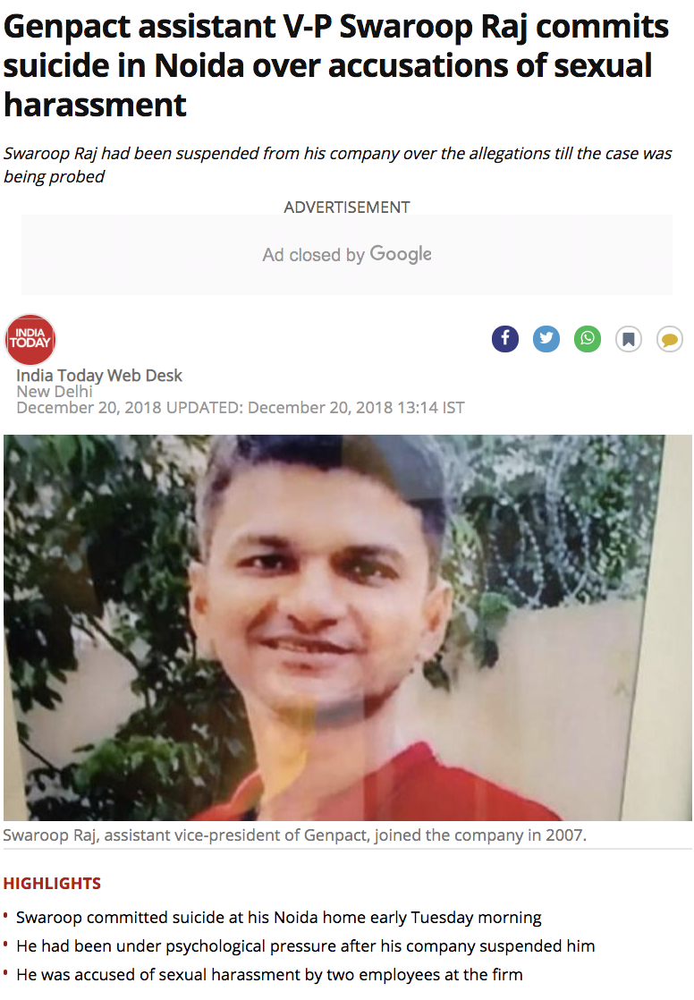 Genpact assistant V-P Swaroop Raj commits
suicide in Noida over accusations of sexual
harassment
Swaroop Raj had been suspended from his company over the allegations till the case was
being probed
ADVERTISEMENT
Ad closed by Google
INDIA
TODAY
India Today Web Desk
New Delhi
December 20, 2018 UPDATED: December 20, 2018 13:14 IST
Swaroop Raj, assistant vice-president of Genpact, joined the company in 2007.
HIGHLIGHTS
Swaroop committed suicide at his Noida home early Tuesday morning
He had been under psychological pressure after his company suspended him
He was accused of sexual harassment by two employees at the firm